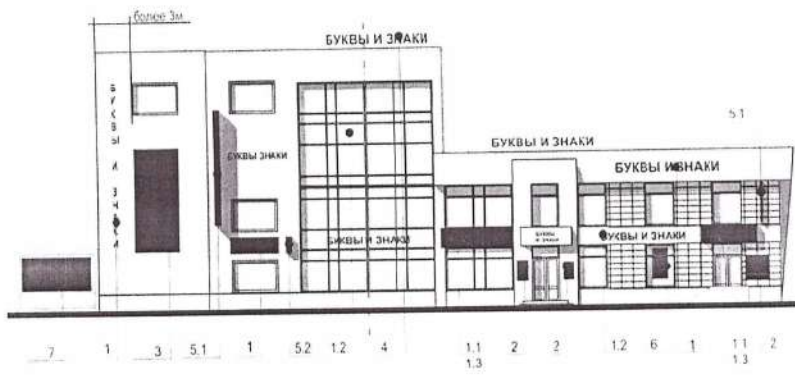 более 3м
БУКВЫ И ЗНАКИ
БУКВЫ И ЗНАКИ
БУКВЫ ЗНАКИ
БУКВЫ И ЗНАКИ
БУКВЫ И ЗНАКИ
5.1
БУКВЫ И ЗНАКИ
БУКВЫ
И ЗНАКИ
БУКВЫ И ЗНАКИ
7 1 3 5.1 1 5.2 1.2 4 1.1 2 2 1.2 6 1 1.1 2
1.3 1.3